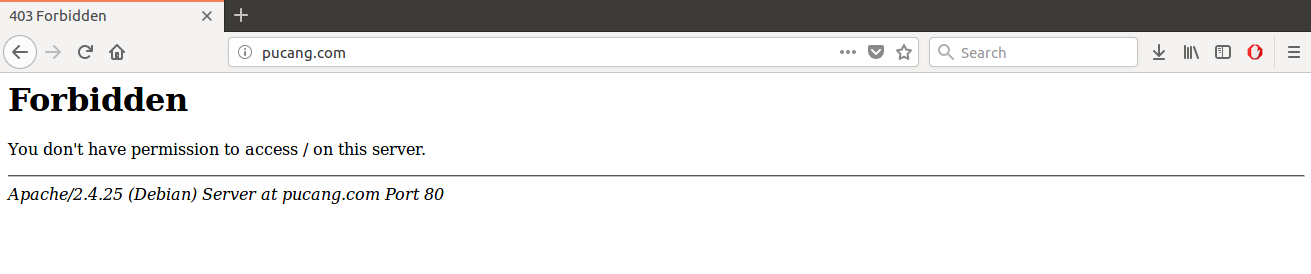 403 Forbidden
pucang.com
Search
Forbidden
You don't have permission to access / on this server.
Apache/2.4.25 (Debian) Server at pucang.com Port 80